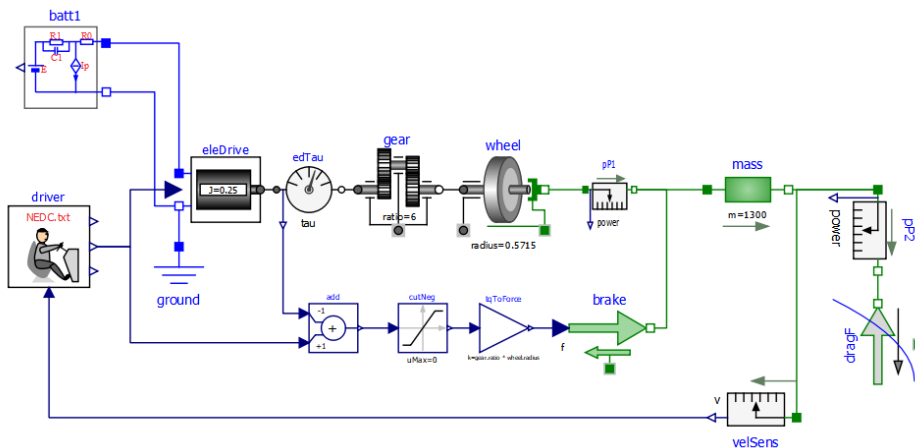 batt1
R1
R0
C1
E
Ip
eleDrive
J=0.25
edTau
tau
gear
ratio=6
wheel
radius=0.5715
pP1
power
mass
m=1300
driver
NEDC.txt
ground
add
-1
+
+1
cutNeg
uMax=0
tqToForce
k=gear.ratio * wheel.radius
brake
f
power
pP2
dragF
v
velSens